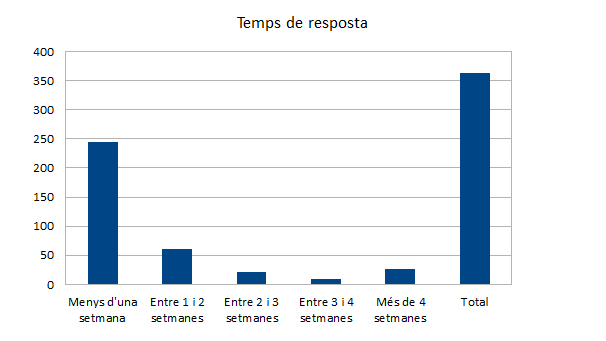 Temps de resposta
400
350
300
250
200
150
100
50
0
Menys d'una
setmana
Entre 1 i 2
setmanes
Entre 2 i 3
setmanes
Entre 3 i 4
setmanes
Més de 4
setmanes
Total